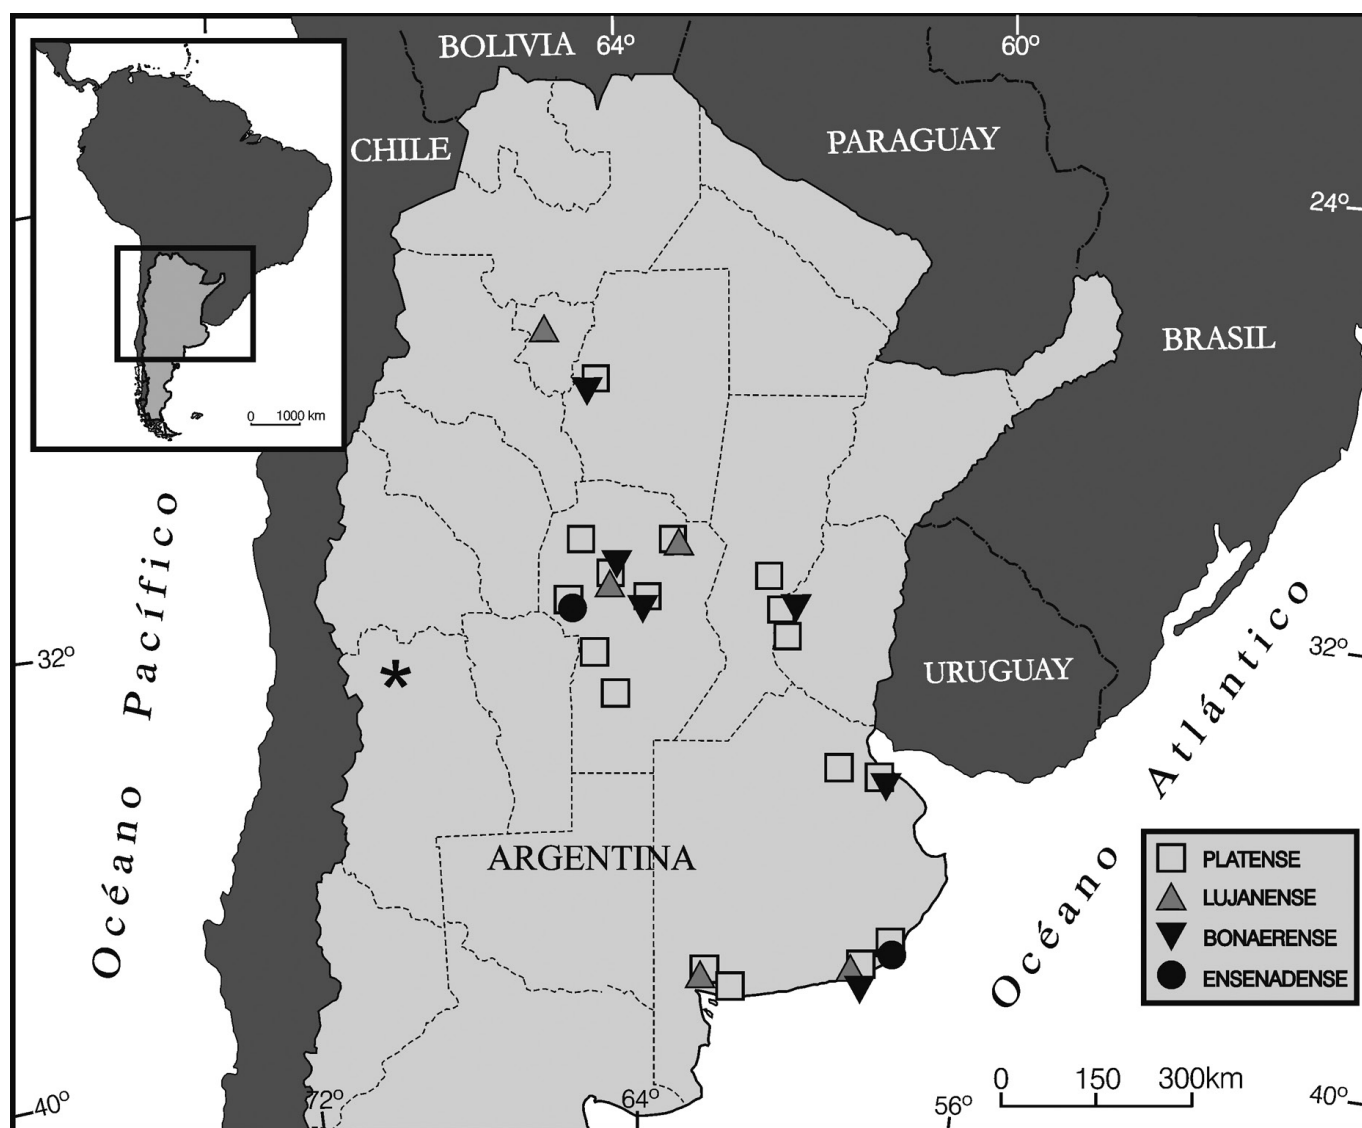 BOLIVIA
64º
60º
CHILE
PARAGUAY
24º
BRASIL
0 1000 km
Océano Pacífico
32º
*
32º
URUGUAY
Océano Atlántico
ARGENTINA
PLATENSE
LUJANENSE
BONAERENSE
ENSENADENSE
0 150 300km
40º
72º
64º
56º
40º